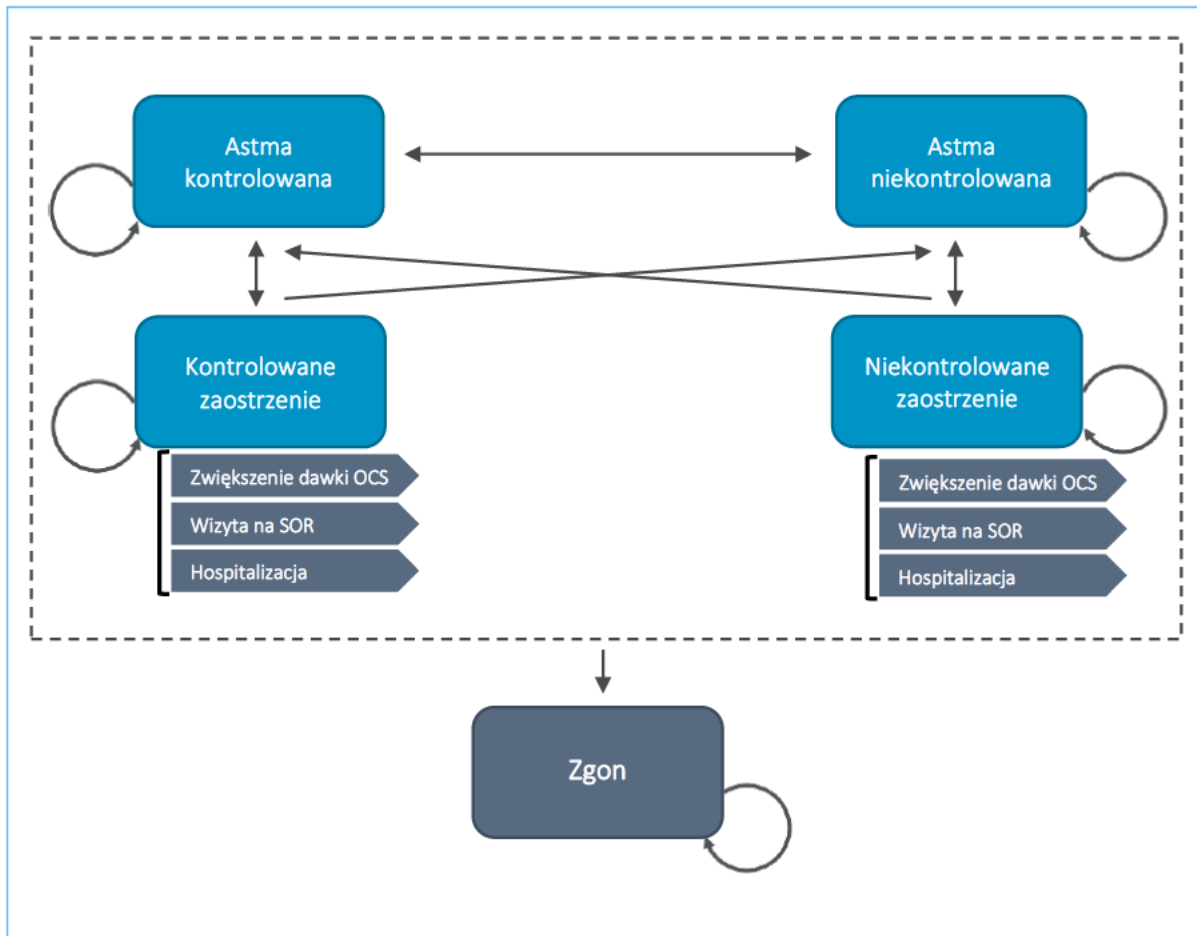 Astma
kontrolowana
Astma
niekontrolowana
Kontrolowane
zaostrzenie
Niekontrolowane
zaostrzenie
Zwiększenie dawki OCS
Wizyta na SOR
Hospitalizacja
Zwiększenie dawki OCS
Wizyta na SOR
Hospitalizacja
Zgon